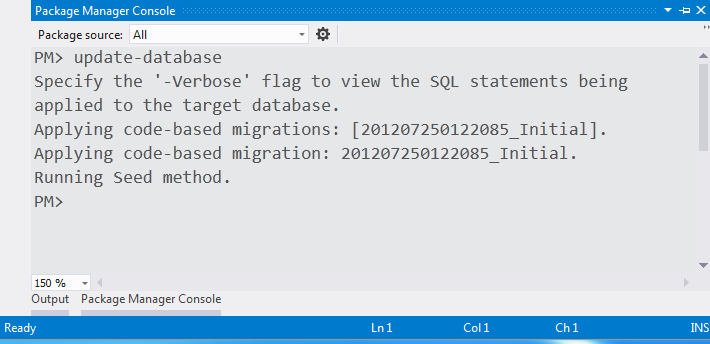 Package Manager Console
Package source: All
PM> update-database
Specify the '-Verbose' flag to view the SQL statements being
applied to the target database.
Applying code-based migrations: [201207250122085_Initial].
Applying code-based migration: 201207250122085_Initial.
Running Seed method.
PM>
150 %
Output Package Manager Console
Ready Ln 1 Col 1 Ch 1 INS